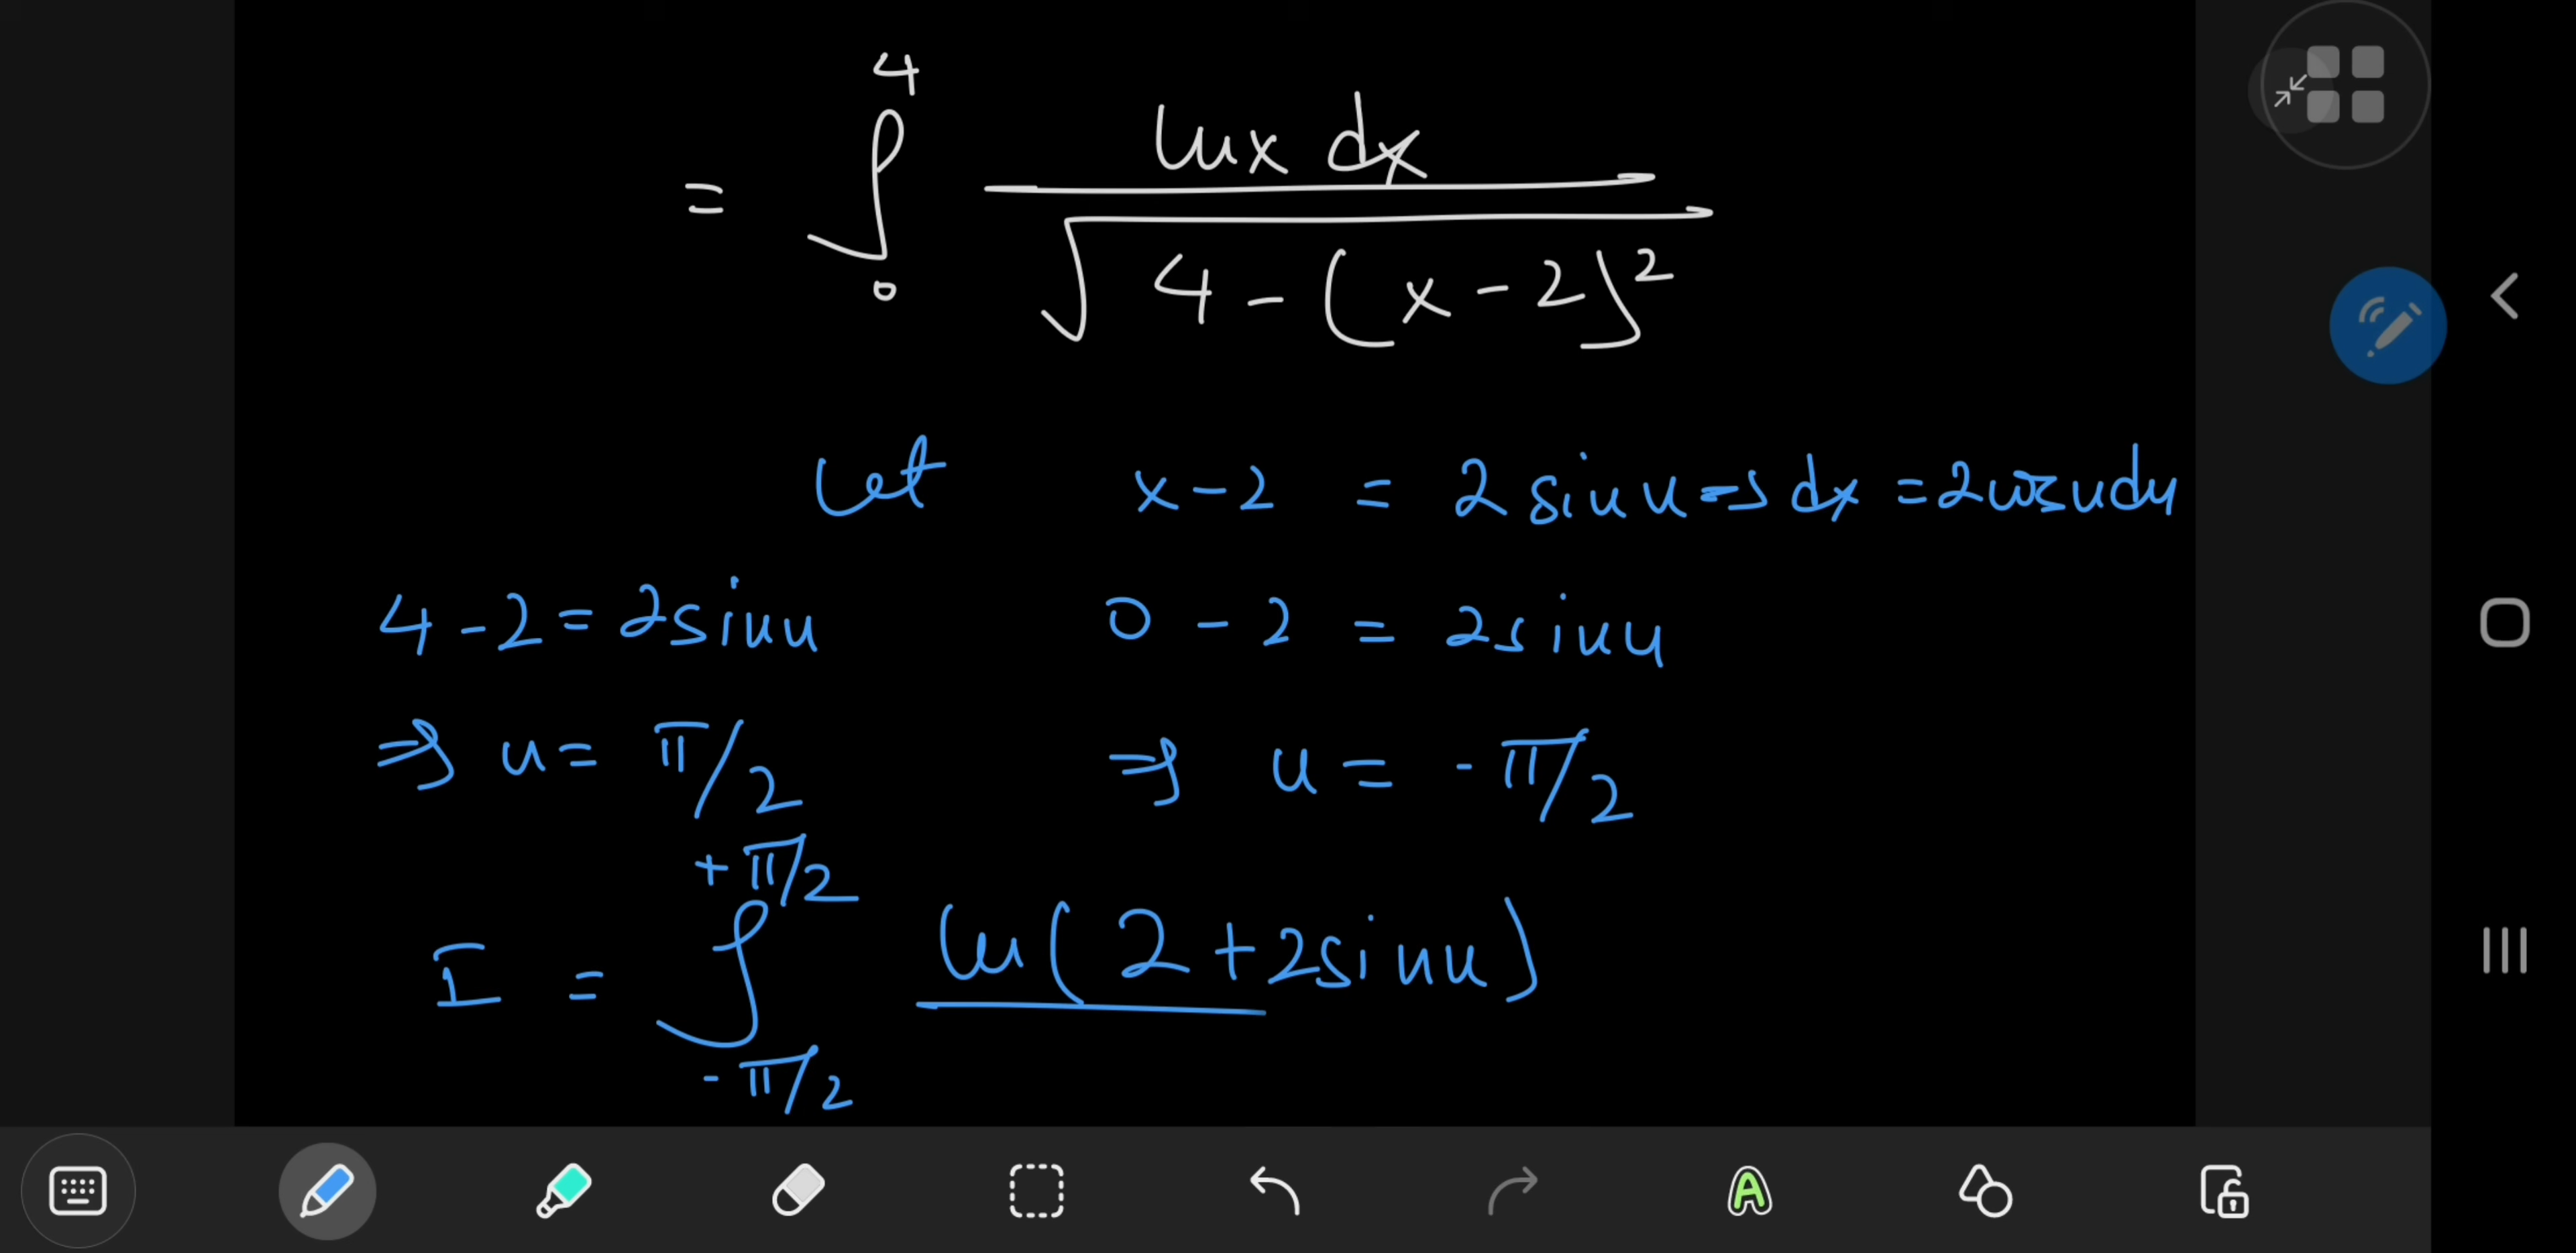 = ∫₀⁴ ln x dx / √(4 - (x - 2)²)
Let x - 2 = 2 sin u ⇒ dx = 2 cos u du
4 - 2 = 2 sin u 0 - 2 = 2 sin u
⇒ u = π/2 ⇒ u = - π/2
I = ∫_{-π/2}^{+π/2} ln(2 + 2 sin u)
A